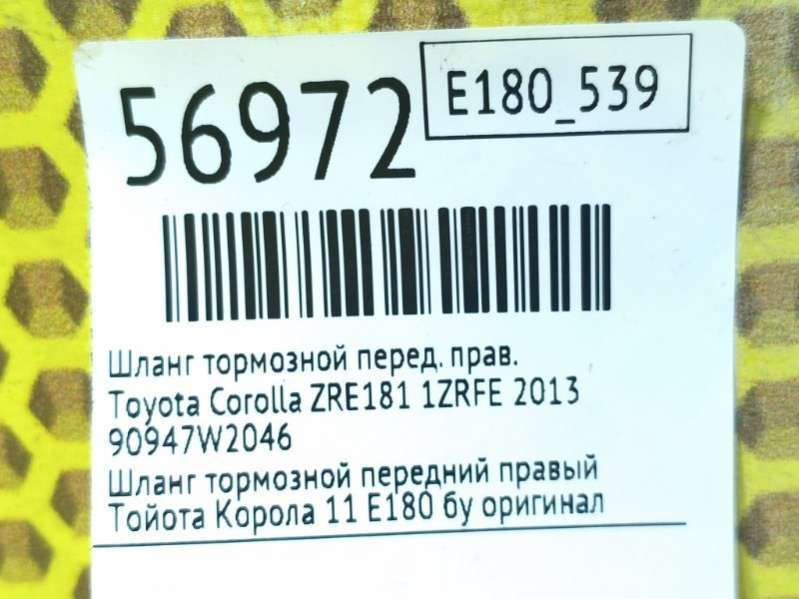 56972
E180_539
Шланг тормозной перед. прав.
Toyota Corolla ZRE181 1ZRFE 2013
90947W2046
Шланг тормозной передний правый
Тойота Корола 11 Е180 бу оригинал